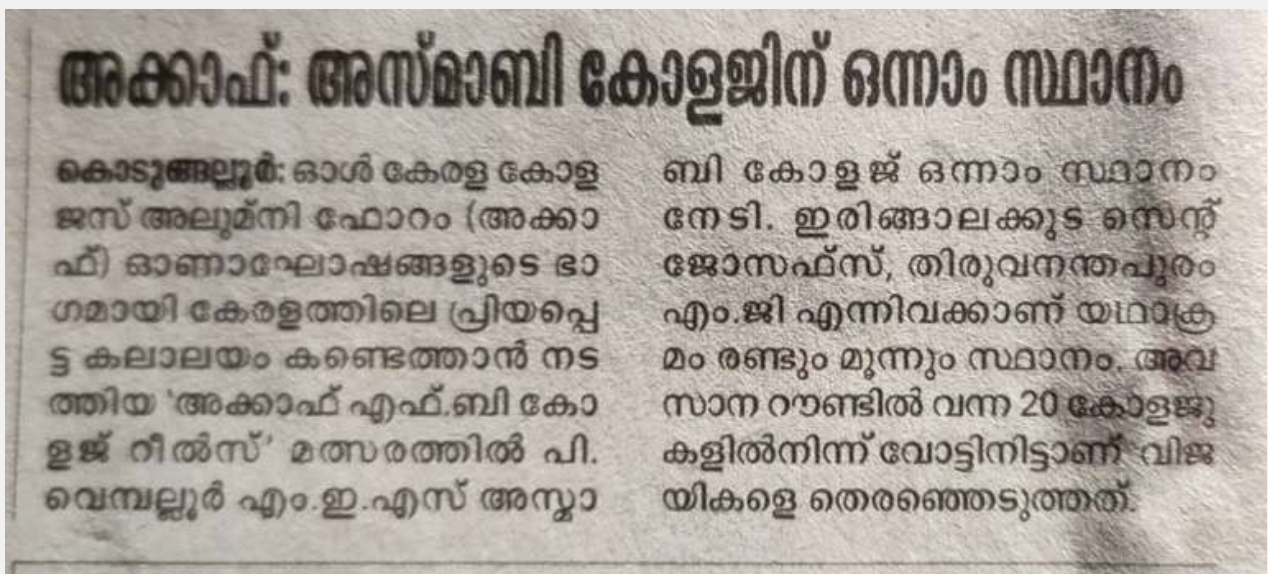 അക്കാഫ്: അസ്മാബി കോളജിന് ഒന്നാം സ്ഥാനം
കൊടുങ്ങല്ലൂർ: ഓൾ കേരള കോള
ജസ് അലുമ്നി ഫോറം (അക്കാ
ഫ്) ഓണാഘോഷങ്ങളുടെ ഭാ
ഗമായി കേരളത്തിലെ പ്രിയപ്പെ
ട്ട കലാലയം കണ്ടെത്താൻ നട
ത്തിയ 'അക്കാഫ് എഫ്.ബി കോ
ളജ് റീൽസ്' മത്സരത്തിൽ പി.
വെമ്പല്ലൂർ എം.ഇ.എസ് അസ്മാ
ബി കോളജ് ഒന്നാം സ്ഥാനം
നേടി. ഇരിങ്ങാലക്കുട സെന്റ്
ജോസഫ്സ്, തിരുവനന്തപുരം
എം.ജി എന്നിവക്കാണ് യഥാക്ര
മം രണ്ടും മൂന്നും സ്ഥാനം. അവ
സാന റൗണ്ടിൽ വന്ന 20 കോളജു
കളിൽനിന്ന് വോട്ടിനിട്ടാണ് വിജ
യികളെ തെരഞ്ഞെടുത്തത്.